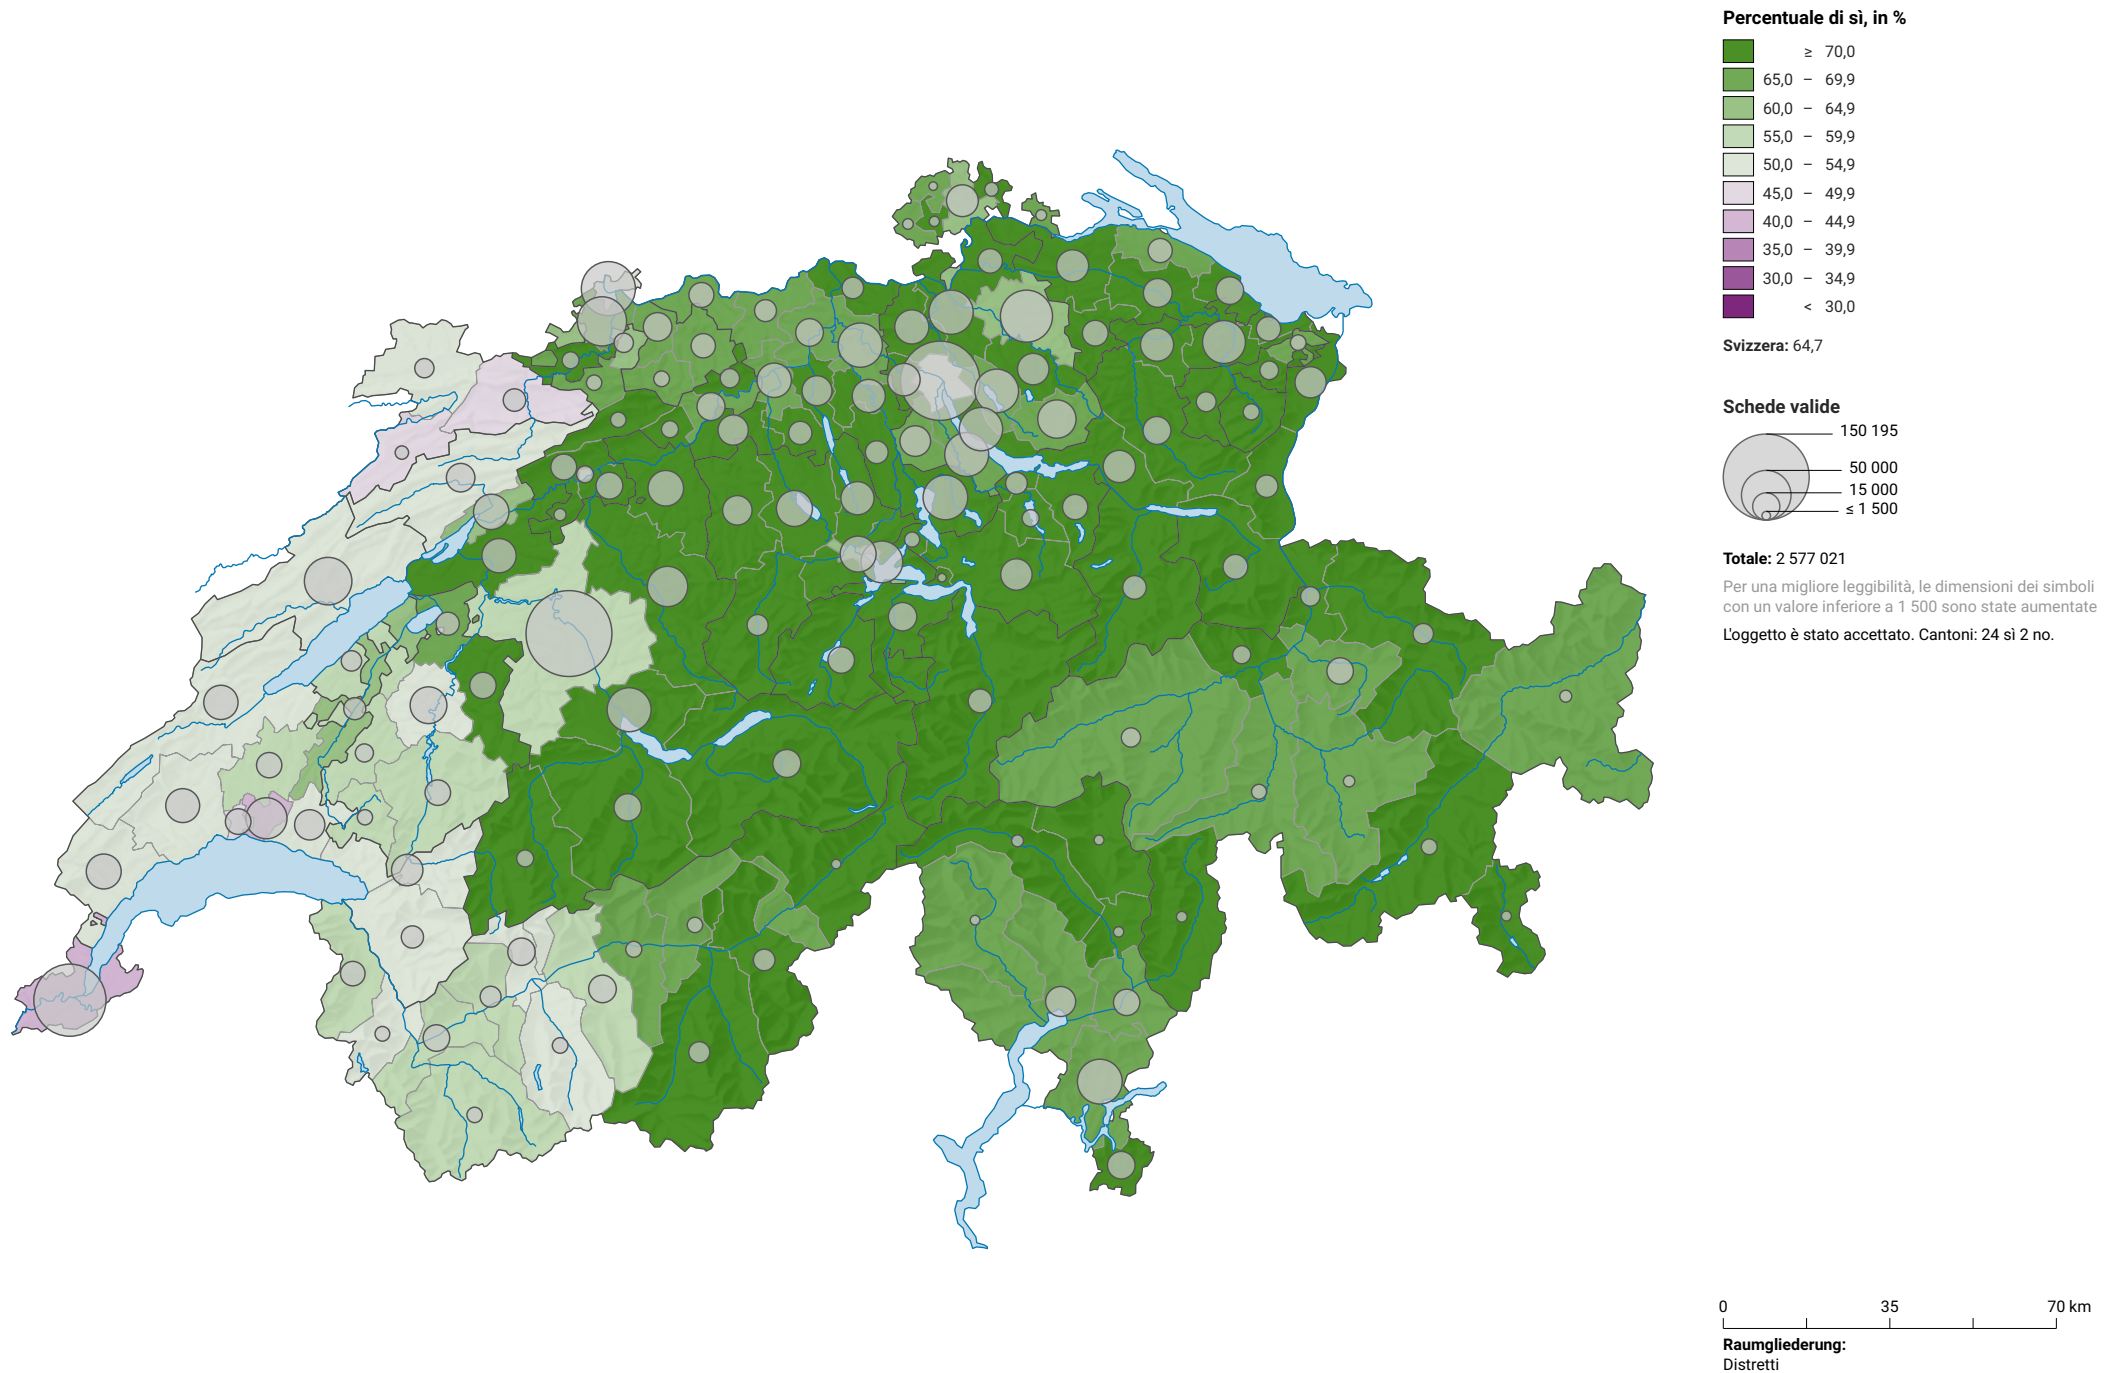 Percentuale di sì, in %
≥ 70,0
65,0 – 69,9
60,0 – 64,9
55,0 – 59,9
50,0 – 54,9
45,0 – 49,9
40,0 – 44,9
35,0 – 39,9
30,0 – 34,9
< 30,0
Svizzera: 64,7
Schede valide
150 195
50 000
15 000
≤ 1 500
Totale: 2 577 021
Per una migliore leggibilità, le dimensioni dei simboli
con un valore inferiore a 1 500 sono state aumentate
L'oggetto è stato accettato. Cantoni: 24 sì 2 no.
0 35 70 km
Raumgliederung:
Distretti